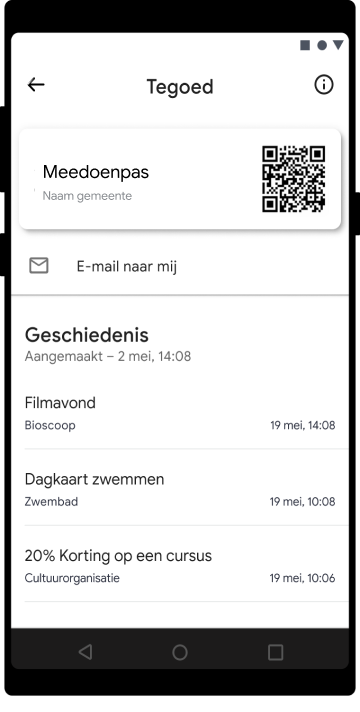 Tegoed
Meedoenpas
Naam gemeente
E-mail naar mij
Geschiedenis
Aangemaakt – 2 mei, 14:08
Filmavond
Bioscoop 19 mei, 14:08
Dagkaart zwemmen
Zwembad 19 mei, 10:08
20% Korting op een cursus
Cultuurorganisatie 19 mei, 10:06